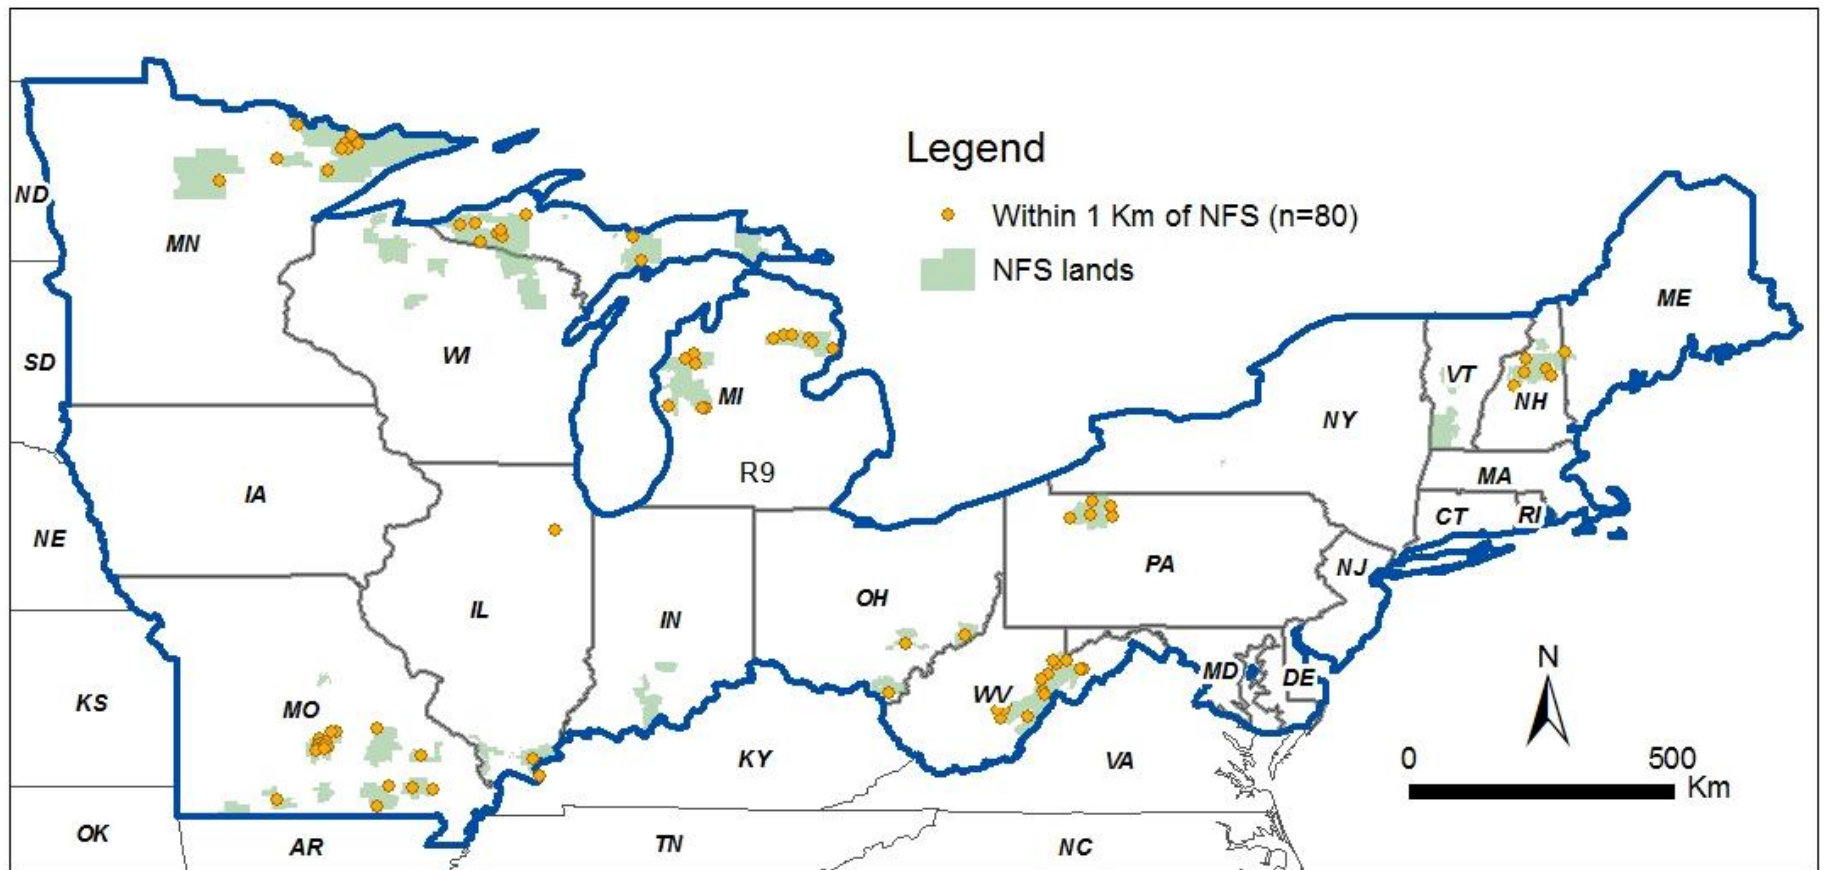 Legend
Within 1 Km of NFS (n=80)
NFS lands
ND
MN
SD
WI
MI
R9
ME
VT
NH
NY
MA
CT
RI
IA
NE
IL
IN
OH
PA
NJ
MD
DE
WV
KS
MO
KY
VA
OK
AR
TN
NC
N
0
500
Km